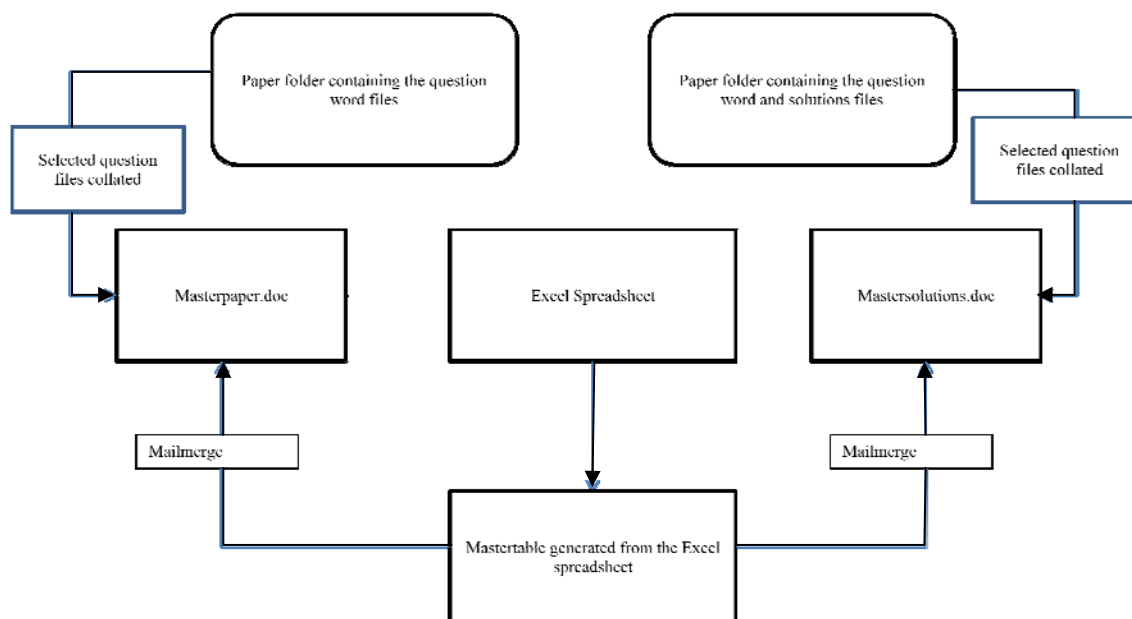 Paper folder containing the question
word files
Paper folder containing the question
word and solutions files
Selected question
files collated
Selected question
files collated
Masterpaper.doc
Excel Spreadsheet
Mastersolutions.doc
Mailmerge
Mailmerge
Mastertable generated from the Excel
spreadsheet